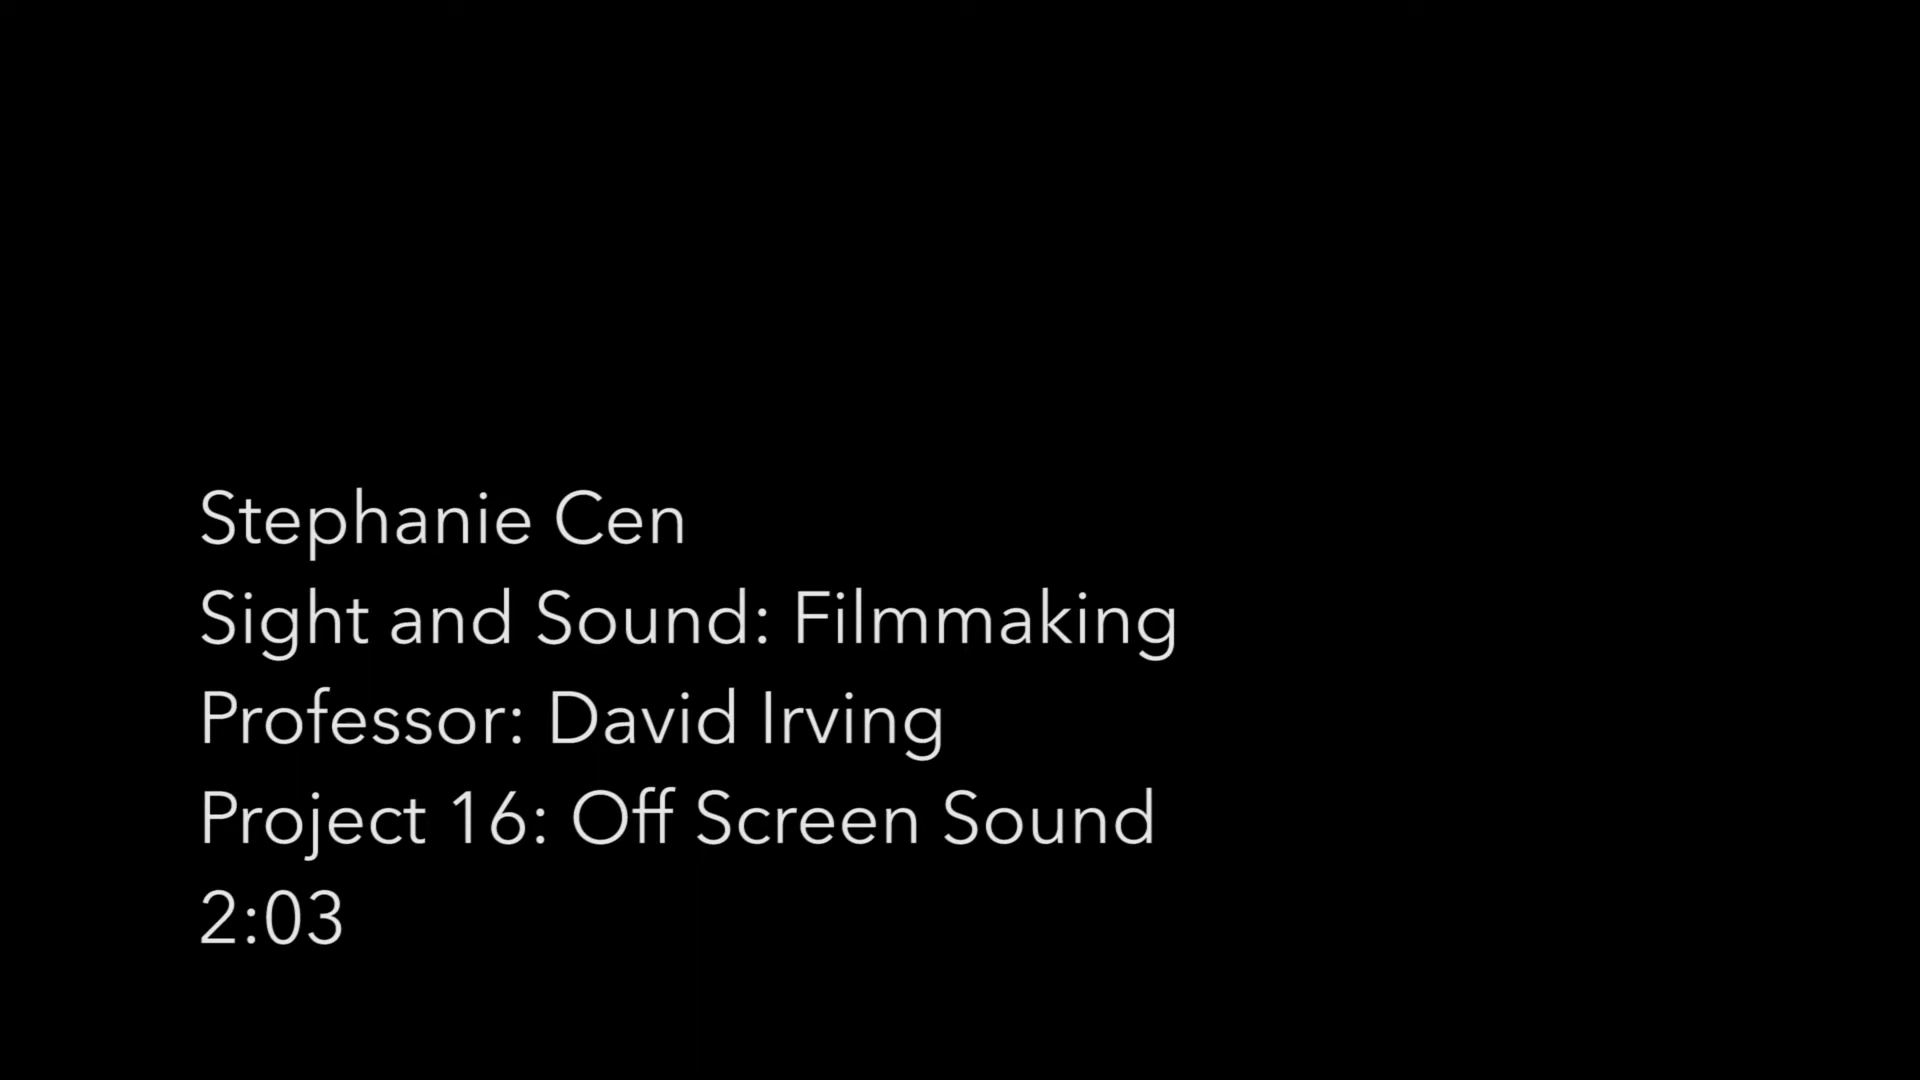 Stephanie Cen
Sight and Sound: Filmmaking
Professor: David Irving
Project 16: Off Screen Sound
2:03